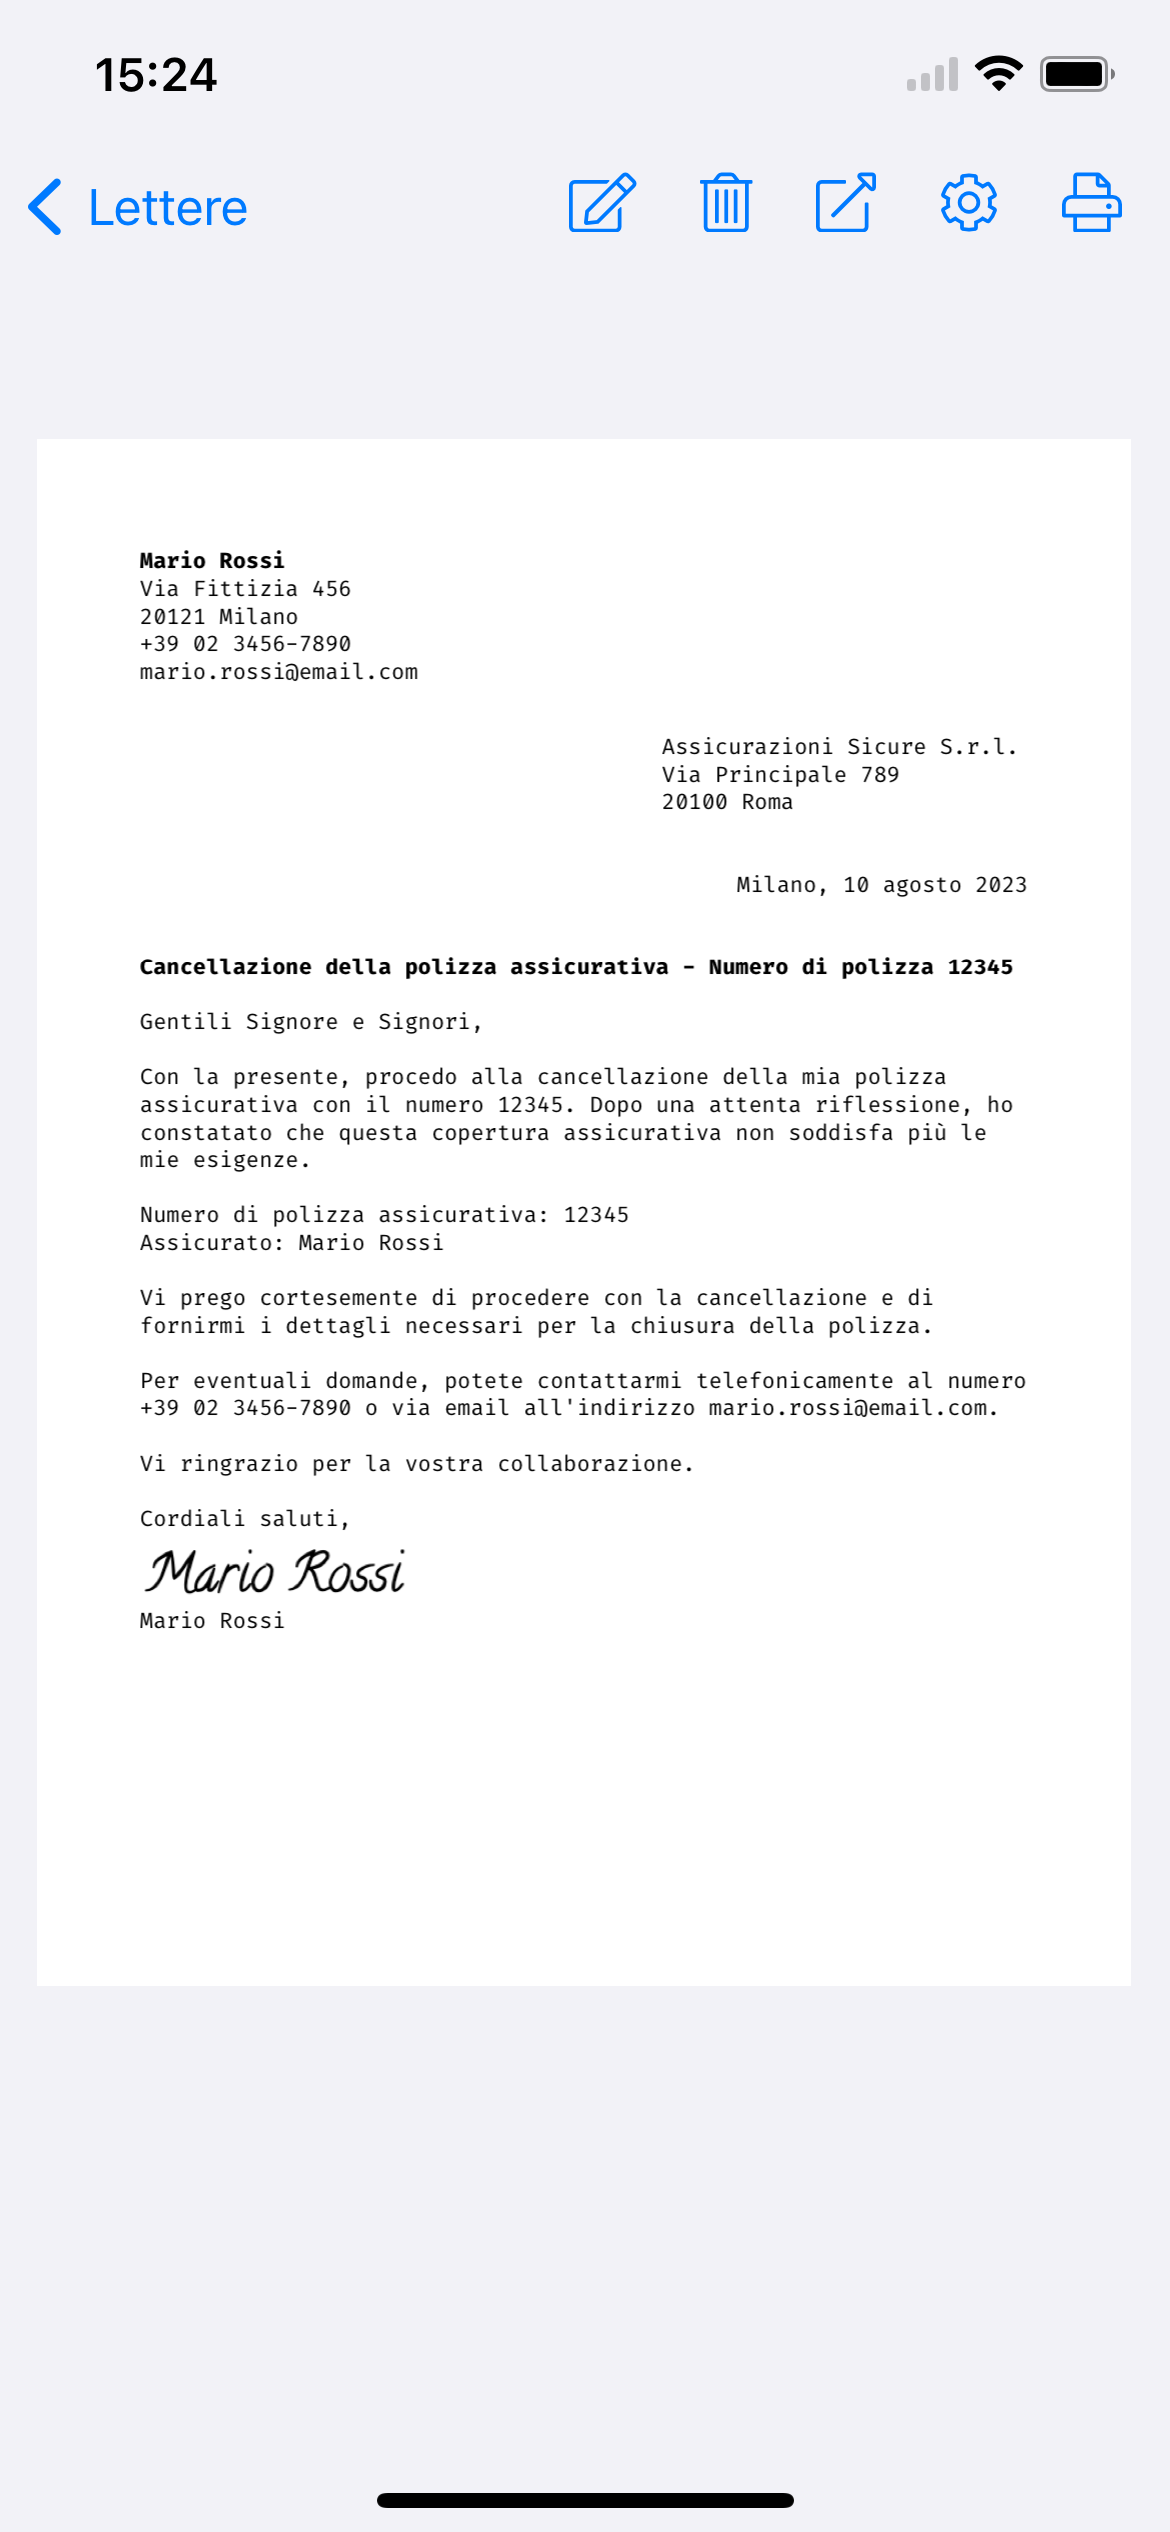 15:24
Lettere
Mario Rossi
Via Fittizia 456
20121 Milano
+39 02 3456-7890
mario.rossi@email.com
Assicurazioni Sicure S.r.l.
Via Principale 789
20100 Roma
Milano, 10 agosto 2023
Cancellazione della polizza assicurativa - Numero di polizza 12345
Gentili Signore e Signori,
Con la presente, procedo alla cancellazione della mia polizza
assicurativa con il numero 12345. Dopo una attenta riflessione, ho
constatato che questa copertura assicurativa non soddisfa più le
mie esigenze.
Numero di polizza assicurativa: 12345
Assicurato: Mario Rossi
Vi prego cortesemente di procedere con la cancellazione e di
fornirmi i dettagli necessari per la chiusura della polizza.
Per eventuali domande, potete contattarmi telefonicamente al numero
+39 02 3456-7890 o via email all'indirizzo mario.rossi@email.com.
Vi ringrazio per la vostra collaborazione.
Cordiali saluti,
Mario Rossi
Mario Rossi